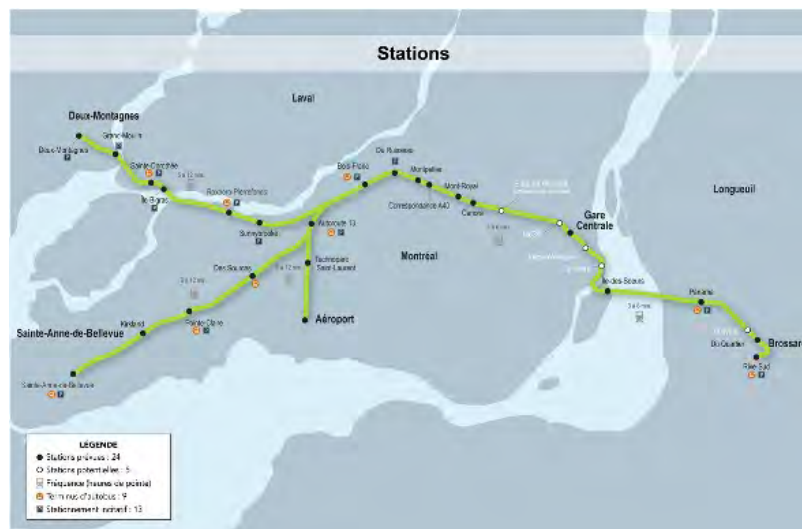 Stations
Laval
Deux-Montagnes
Grand-Moulin
Deux-Montagnes
Sainte-Dorothée
Île-Bigras
Roxboro-Pierrefonds
Sunnybrooke
Bois-Franc
Du Ruisseau
Montpellier
Mont-Royal
Correspondance A40
Canora
Longueuil
Gare
Centrale
Autoroute 13
Montréal
Des Sources
Technoparc
Saint-Laurent
Île-des-Soeurs
Panama
Aéroport
Sainte-Anne-de-Bellevue
Kirkland
Pointe-Claire
Du Quartier
Brossard
Rive-Sud
Sainte-Anne-de-Bellevue
LÉGENDE
Stations prévues : 24
Stations potentielles : 5
Fréquence (heures de pointe)
Terminus d'autobus : 9
Stationnement incitatif : 13